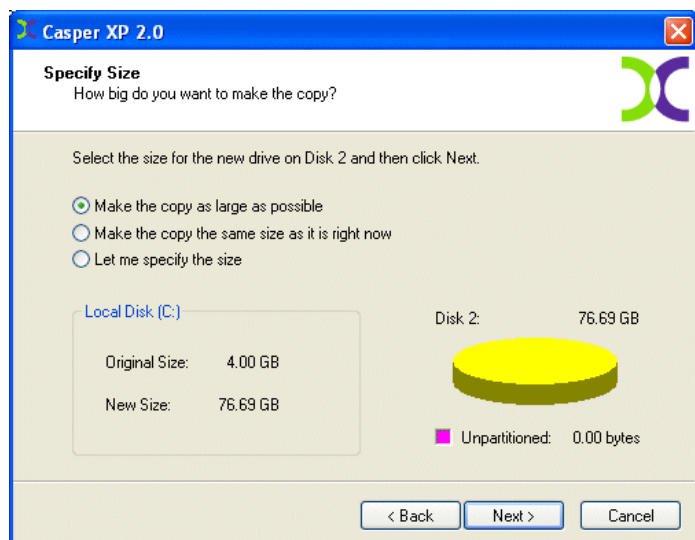 Casper XP 2.0
Specify Size
How big do you want to make the copy?
Select the size for the new drive on Disk 2 and then click Next.
Make the copy as large as possible
Make the copy the same size as it is right now
Let me specify the size
Local Disk (C:)
Original Size: 4.00 GB
New Size: 76.69 GB
Disk 2: 76.69 GB
Unpartitioned: 0.00 bytes
< Back Next > Cancel